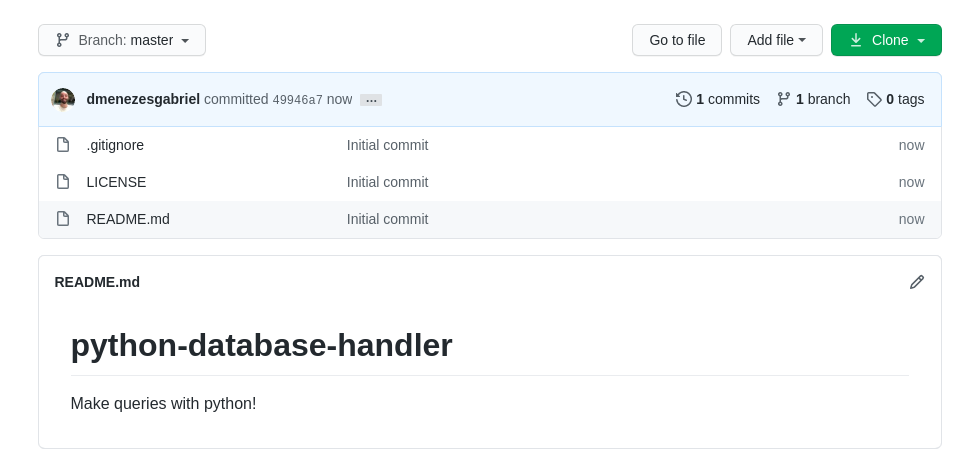 Branch: master Go to file Add file Clone
dmenezesgabriel committed 49946a7 now ... 1 commits 1 branch 0 tags
.gitignore Initial commit now
LICENSE Initial commit now
README.md Initial commit now
README.md
python-database-handler
Make queries with python!